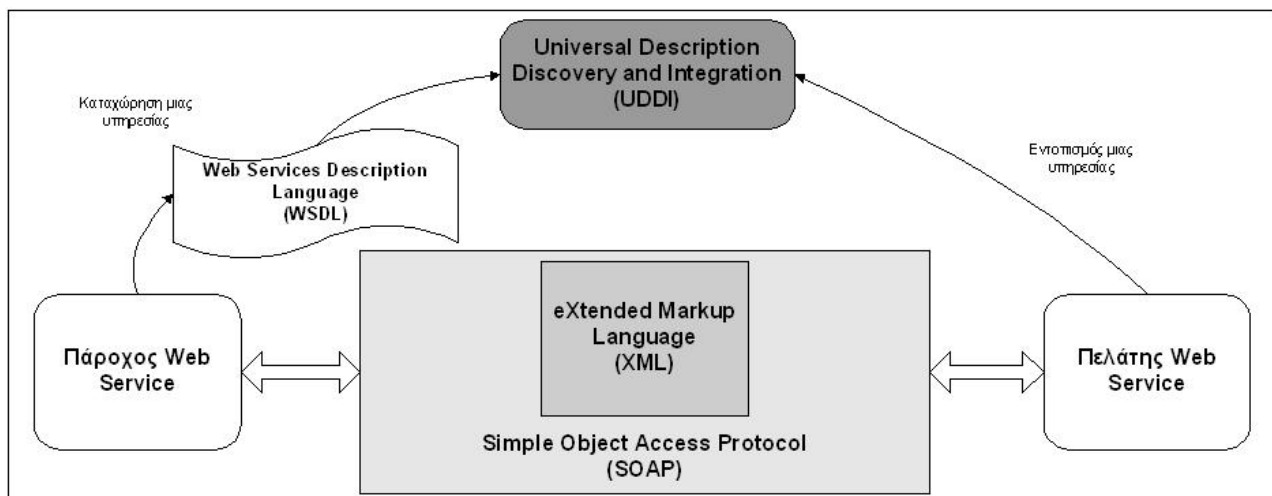 Universal Description
Discovery and Integration
(UDDI)
Καταχώρηση μιας
υπηρεσίας
Εντοπισμός μιας
υπηρεσίας
Web Services Description
Language
(WSDL)
eXtended Markup
Language
(XML)
Πάροχος Web
Service
Πελάτης Web
Service
Simple Object Access Protocol
(SOAP)